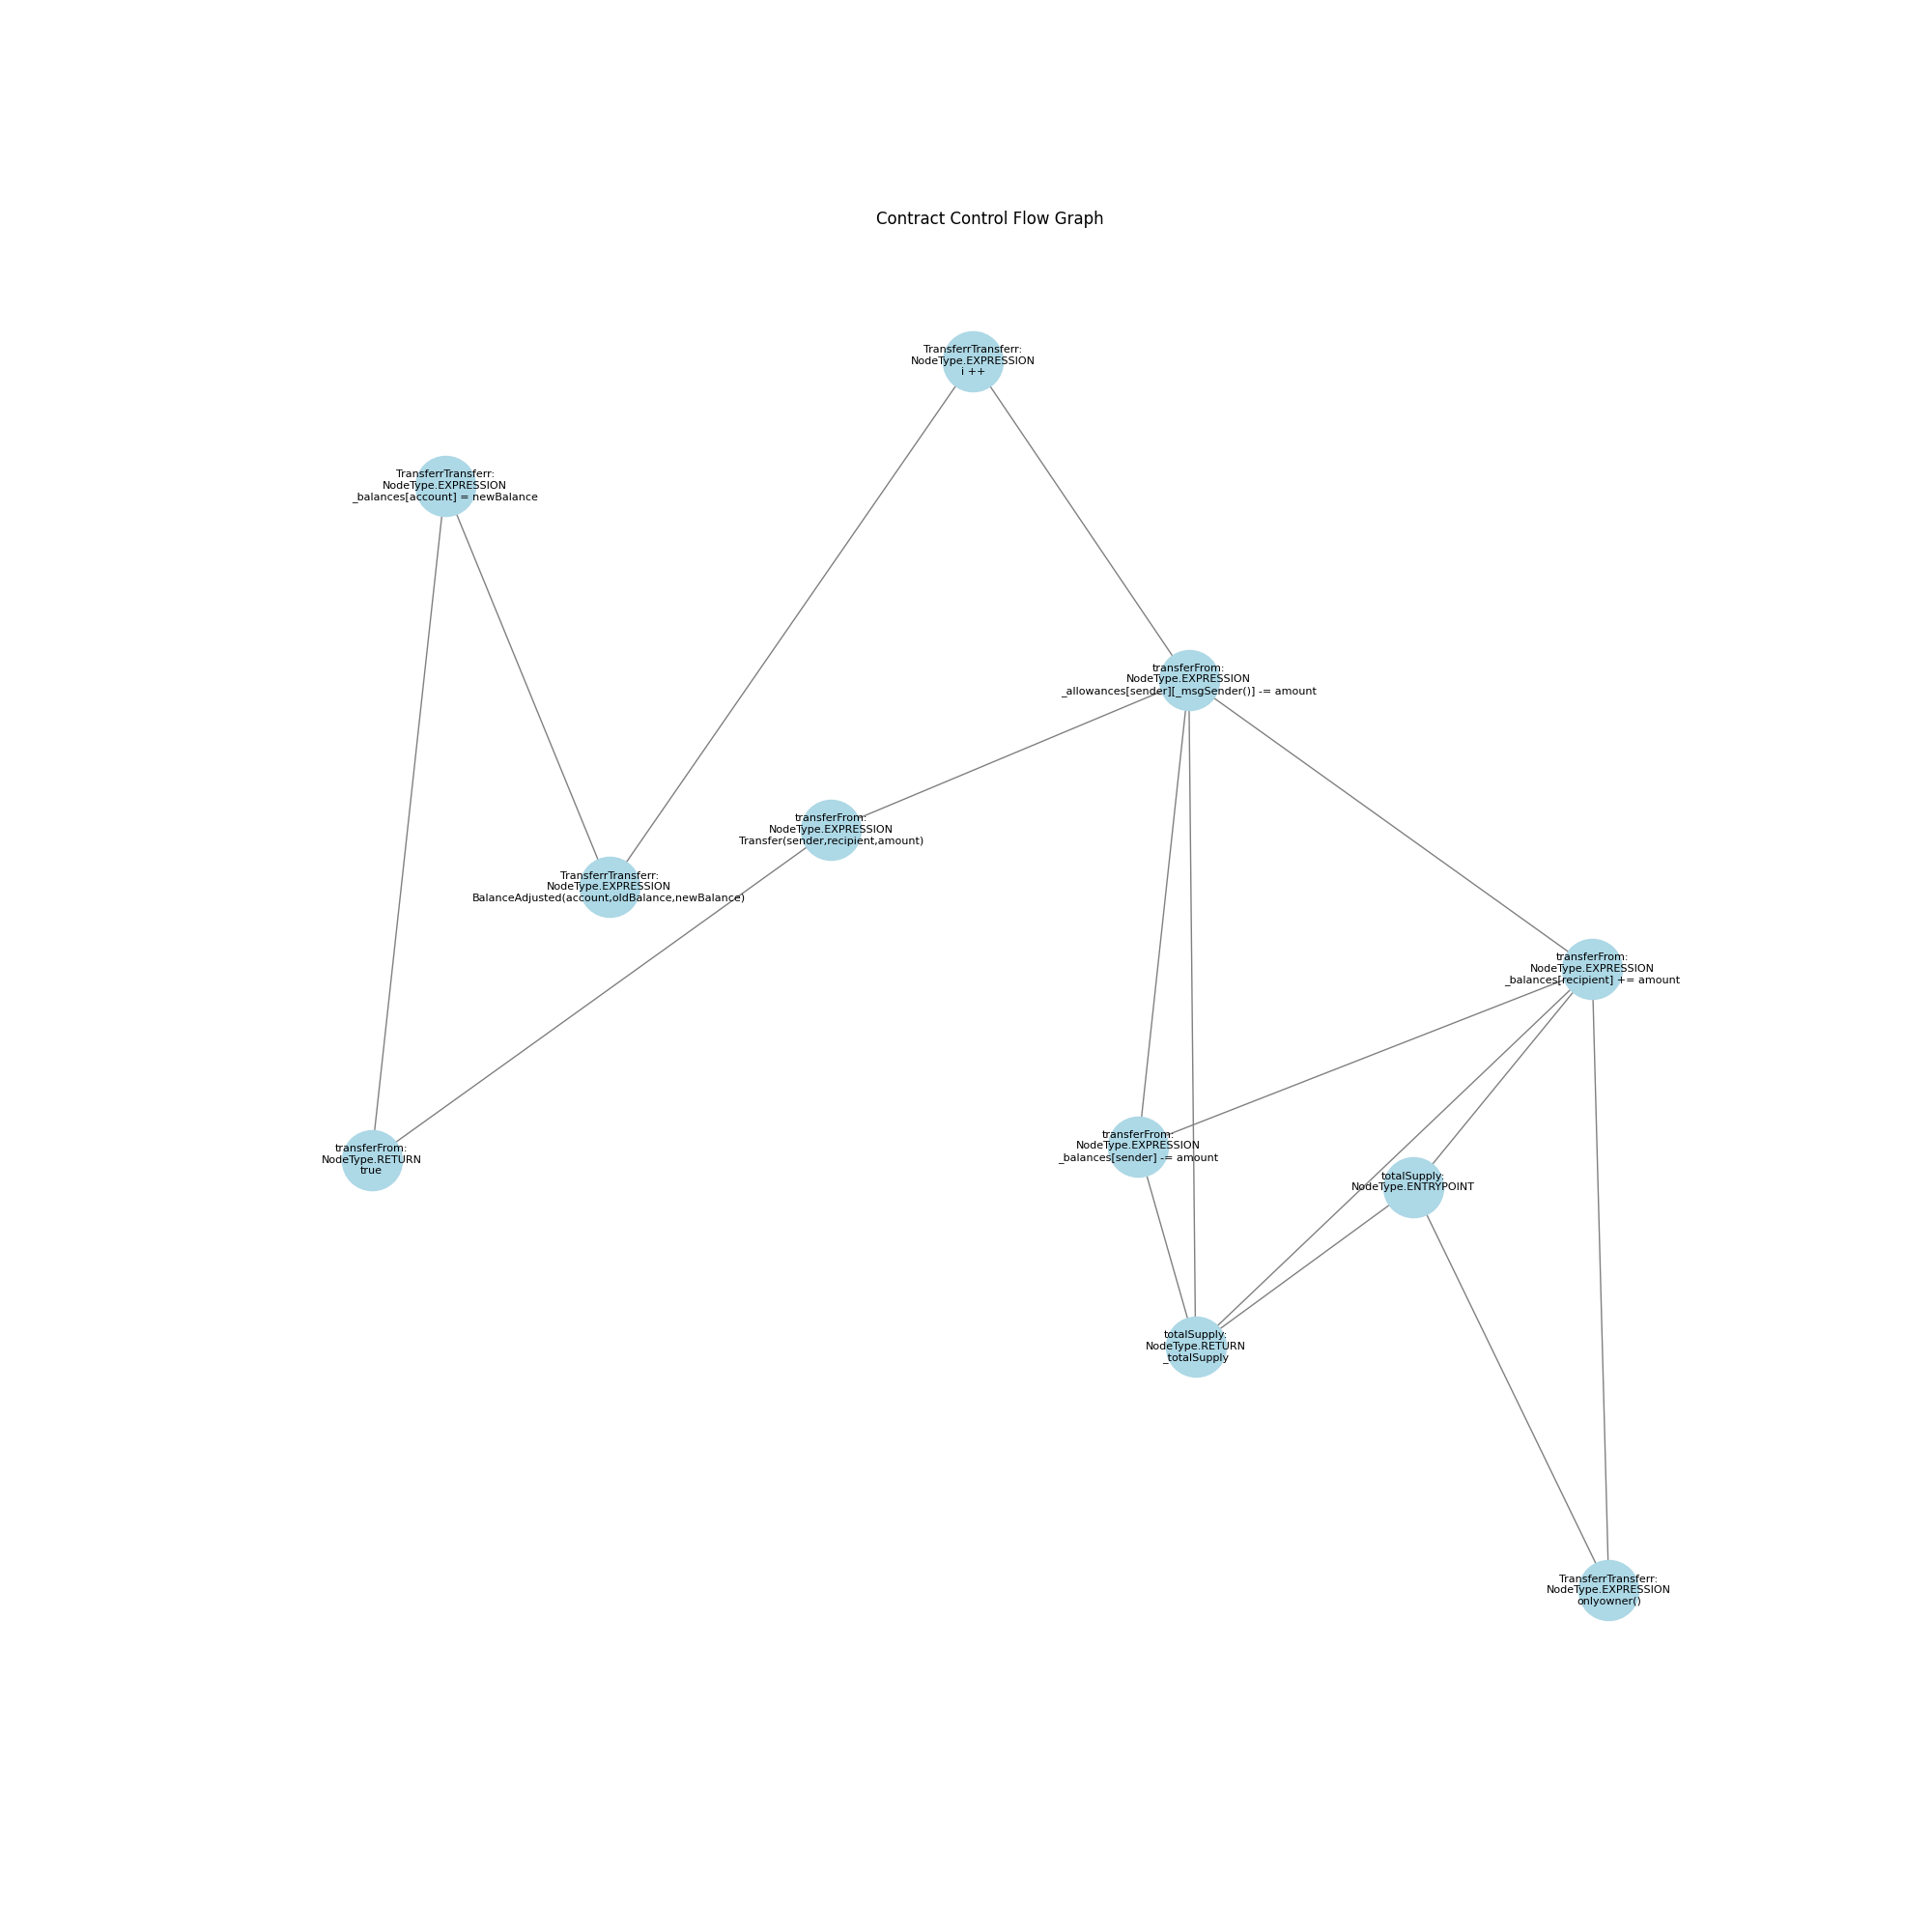 Contract Control Flow Graph
TransferrTransferr:
NodeType.EXPRESSION
i ++
TransferrTransferr:
NodeType.EXPRESSION
_balances[account] = newBalance
transferFrom:
NodeType.EXPRESSION
_allowances[sender][_msgSender()] -= amount
transferFrom:
NodeType.EXPRESSION
Transfer(sender,recipient,amount)
TransferrTransferr:
NodeType.EXPRESSION
BalanceAdjusted(account,oldBalance,newBalance)
transferFrom:
NodeType.EXPRESSION
_balances[recipient] += amount
transferFrom:
NodeType.EXPRESSION
_balances[sender] -= amount
transferFrom:
NodeType.RETURN
true
totalSupply:
NodeType.ENTRYPOINT
totalSupply:
NodeType.RETURN
_totalSupply
TransferrTransferr:
NodeType.EXPRESSION
onlyowner()